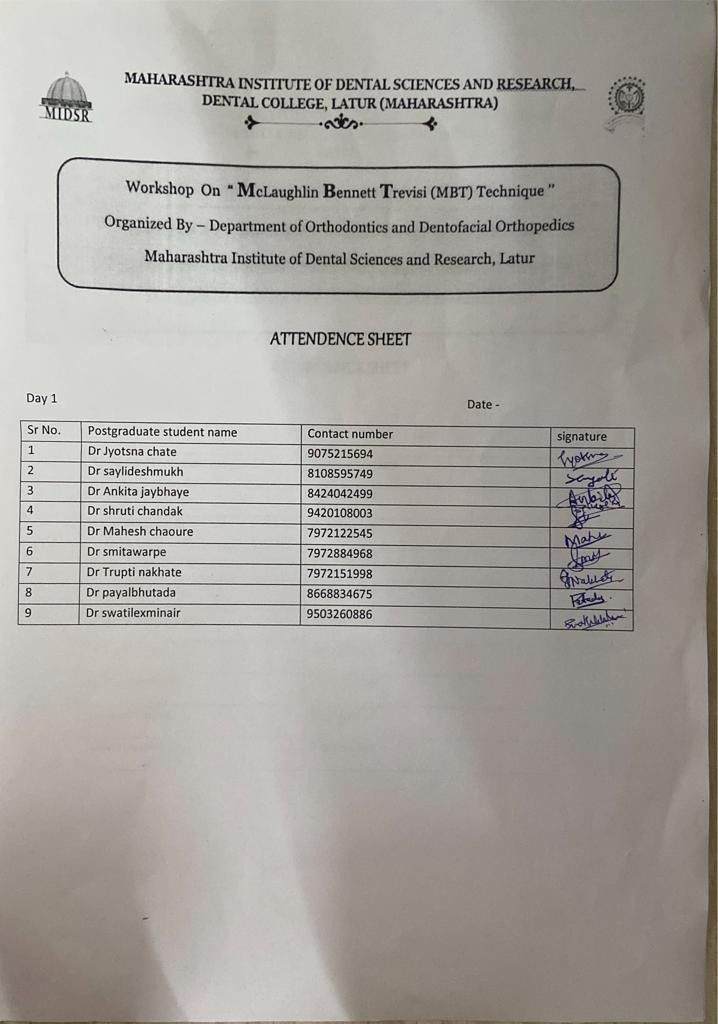 MAHARASHTRA INSTITUTE OF DENTAL SCIENCES AND RESEARCH,
DENTAL COLLEGE, LATUR (MAHARASHTRA)
MIDSR
Workshop On “ McLaughlin Bennett Trevisi (MBT) Technique ”
Organized By – Department of Orthodontics and Dentofacial Orthopedics
Maharashtra Institute of Dental Sciences and Research, Latur
ATTENDENCE SHEET
Day 1
Date -
Sr No. Postgraduate student name Contact number signature
1 Dr Jyotsna chate 9075215694 Jyotsna
2 Dr saylideshmukh 8108595749
3 Dr Ankita jaybhaye 8424042499
4 Dr shruti chandak 9420108003
5 Dr Mahesh chaoure 7972122545
6 Dr smitawarpe 7972884968
7 Dr Trupti nakhate 7972151998
8 Dr payalbhutada 8668834675
9 Dr swatilexminair 9503260886